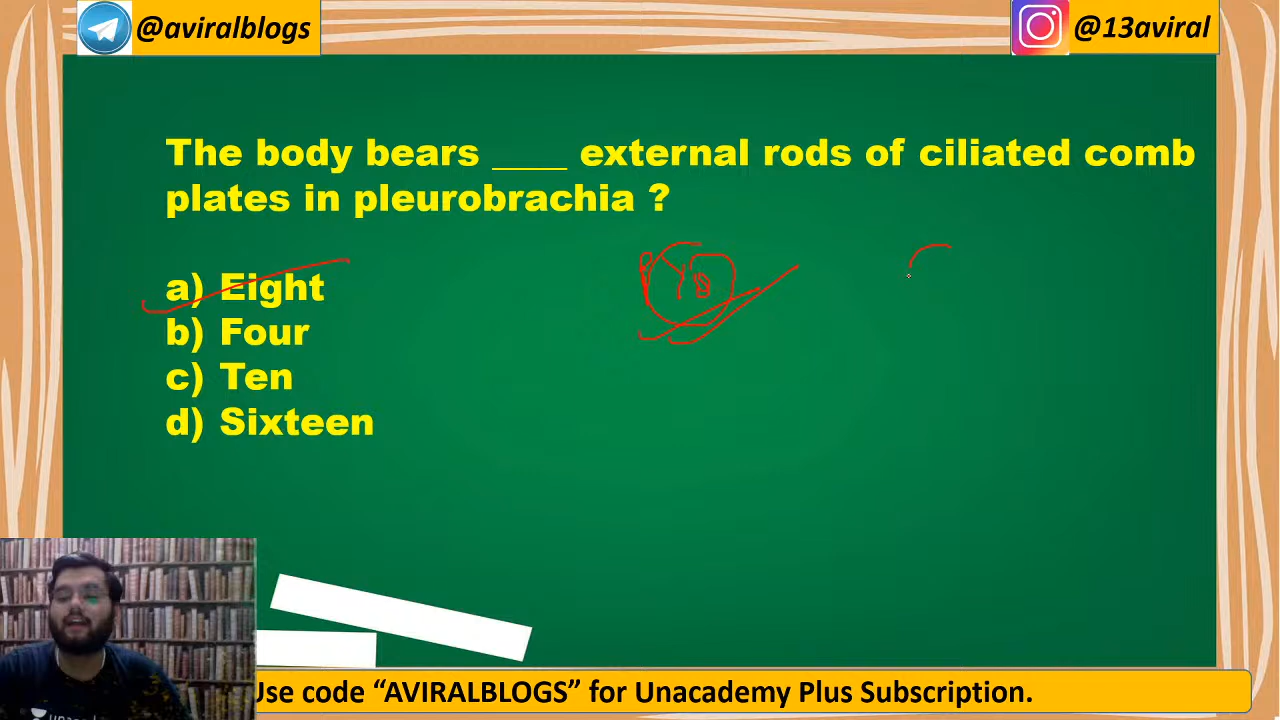 @aviralblogs
@13aviral
The body bears ____ external rods of ciliated comb
plates in pleurobrachia ?
a) Eight
b) Four
c) Ten
d) Sixteen
Use code “AVIRALBLOGS” for Unacademy Plus Subscription.